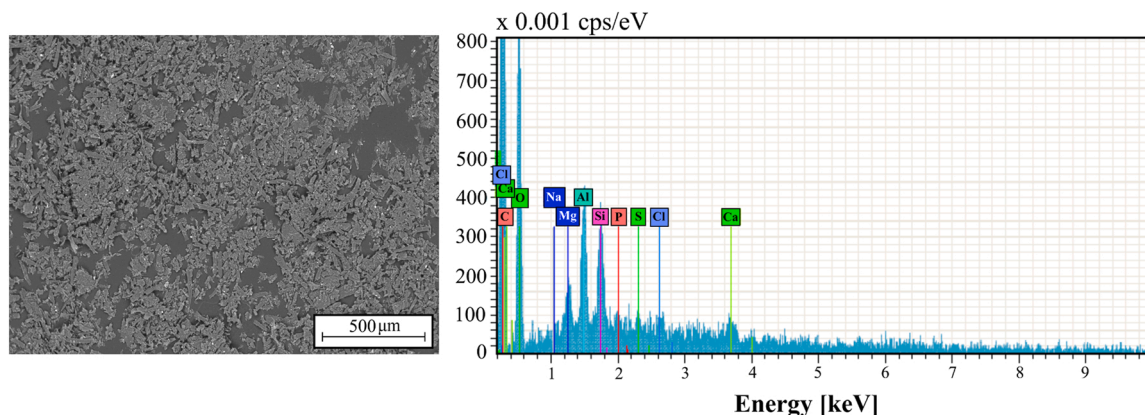 500 μm
x 0.001 cps/eV
800
700
600
500
400
300
200
100
0
Cl
Ca
C
O
Na
Mg
Al
Si
P
S
Cl
Ca
1 2 3 4 5 6 7 8 9
Energy [keV]